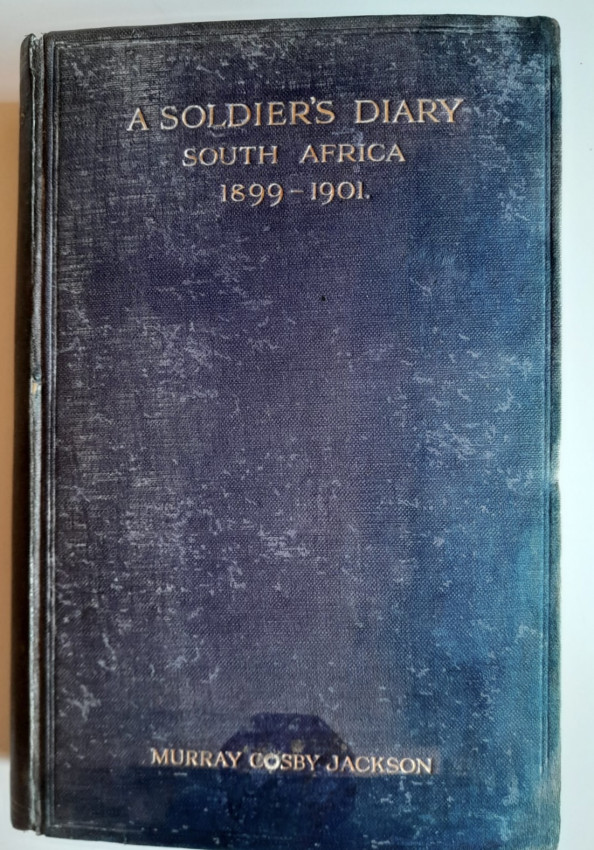 A SOLDIER'S DIARY
SOUTH AFRICA
1899-1901.
MURRAY COSBY JACKSON